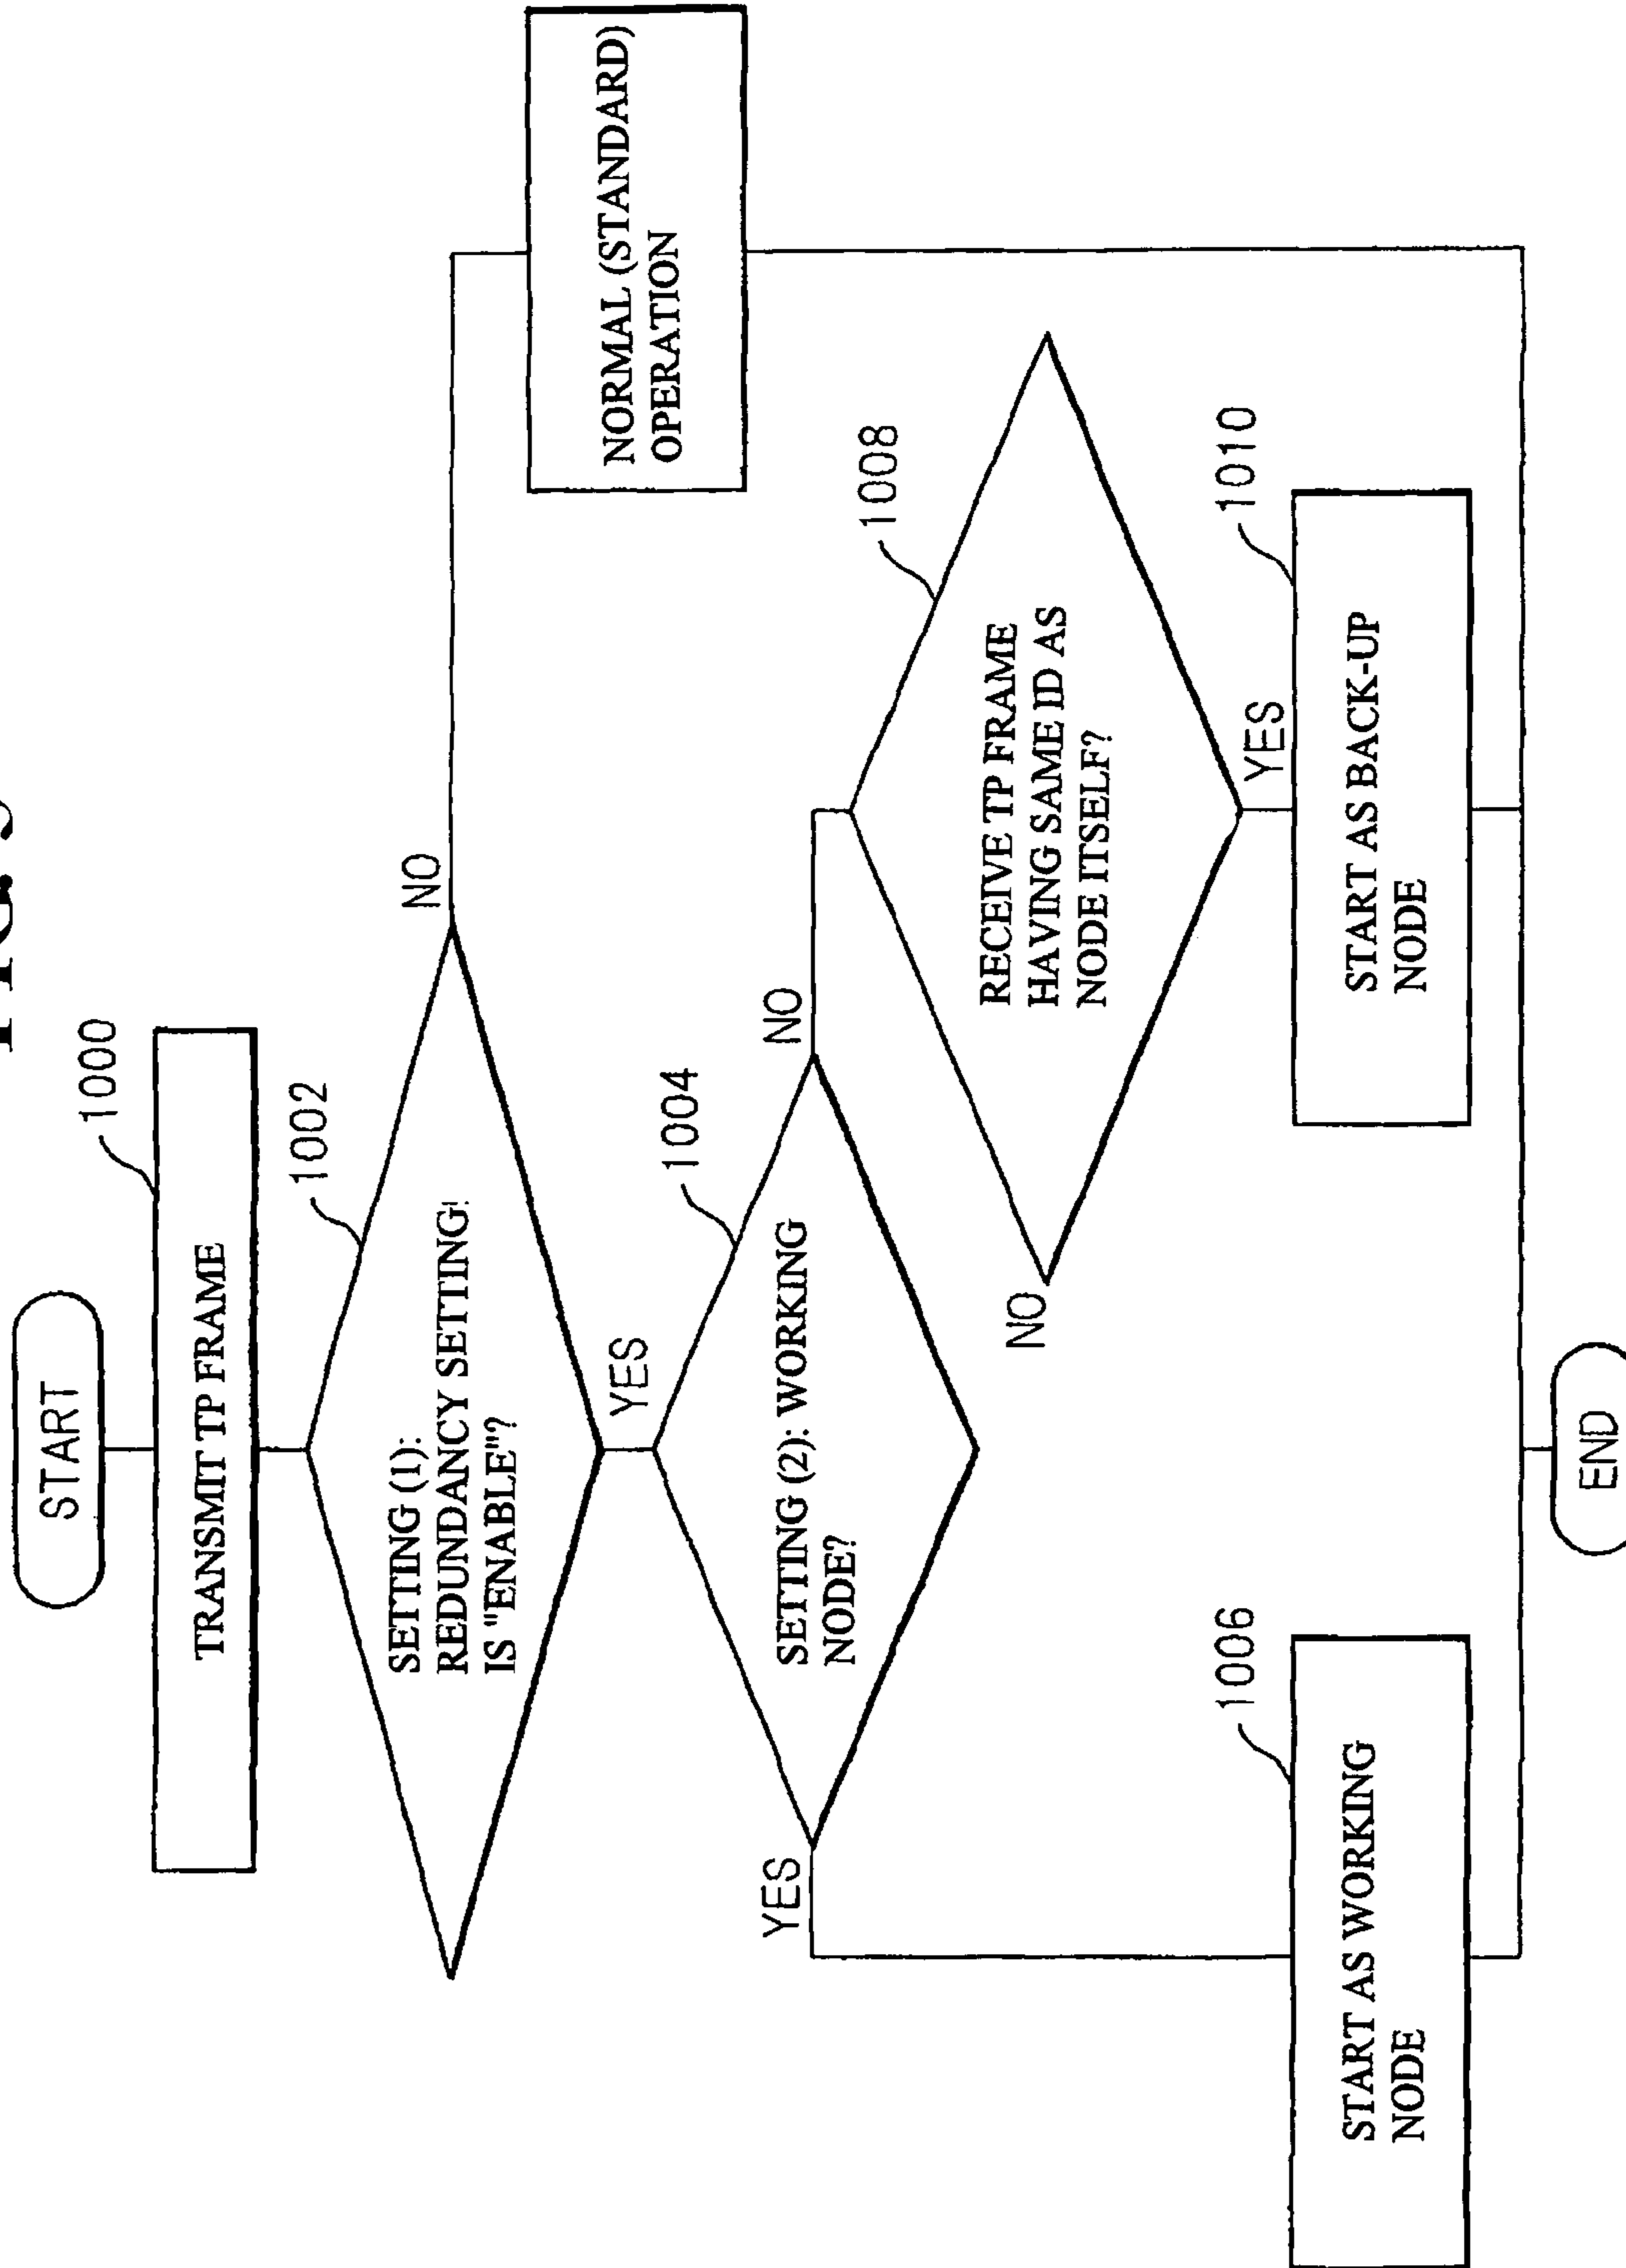 START
1000
TRANSMIT TP FRAME
1002
SETTING (1):
REDUNDANCY SETTING
IS "ENABLE"?
NO
YES
NORMAL (STANDARD)
OPERATION
1004
SETTING (2): WORKING
NODE?
YES
NO
1008
RECEIVE TP FRAME
HAVING SAME ID AS
NODE ITSELF?
NO
YES
1006
START AS WORKING
NODE
1010
START AS BACK-UP
NODE
END